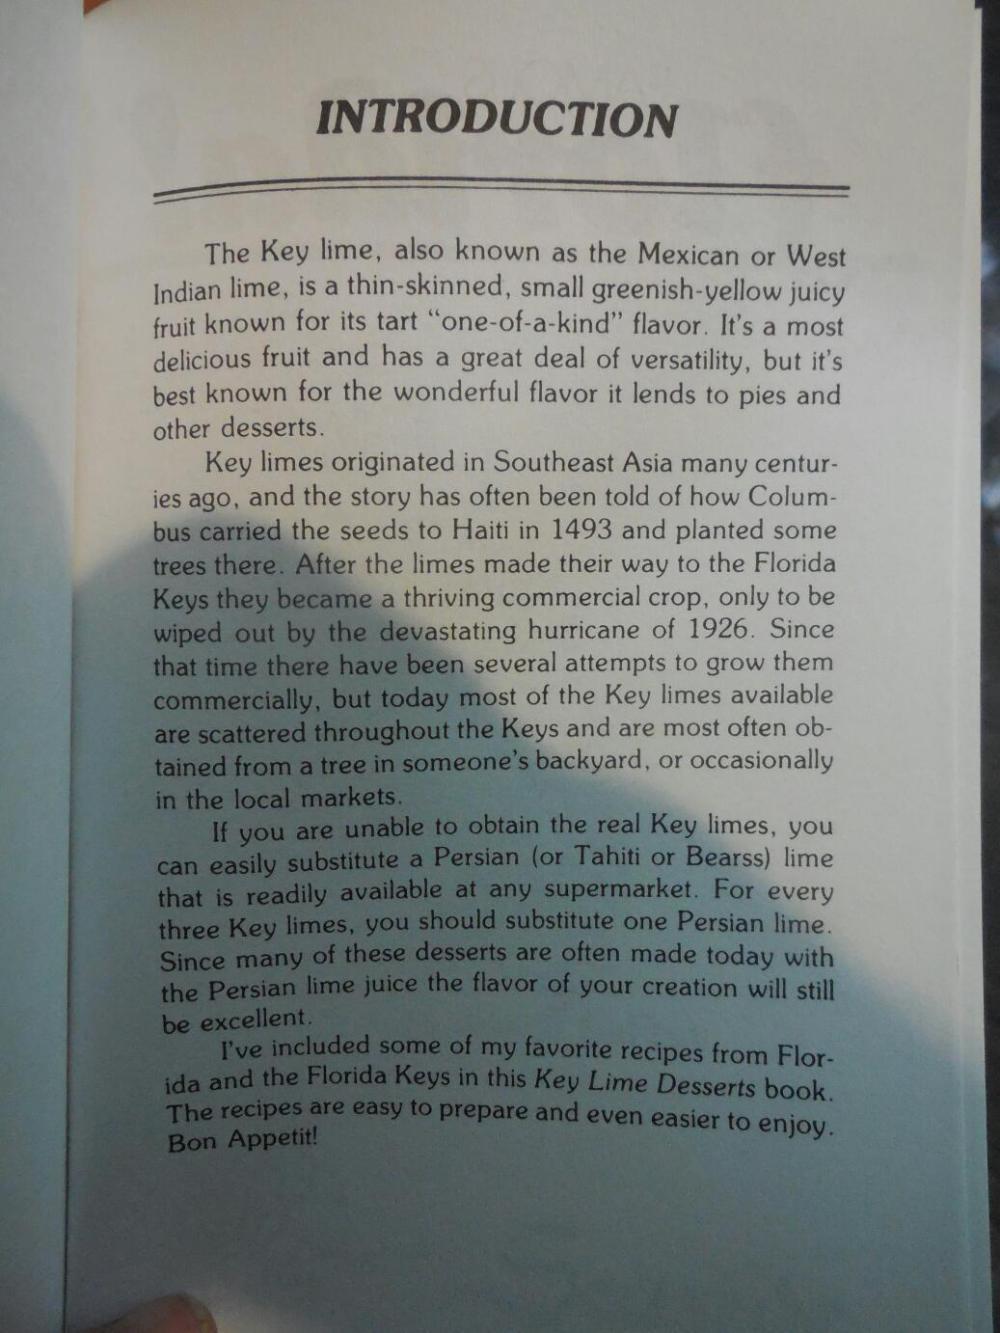 INTRODUCTION
The Key lime, also known as the Mexican or West
Indian lime, is a thin-skinned, small greenish-yellow juicy
fruit known for its tart “one-of-a-kind” flavor. It's a most
delicious fruit and has a great deal of versatility, but it's
best known for the wonderful flavor it lends to pies and
other desserts.
Key limes originated in Southeast Asia many centur-
ies ago, and the story has often been told of how Colum-
bus carried the seeds to Haiti in 1493 and planted some
trees there. After the limes made their way to the Florida
Keys they became a thriving commercial crop, only to be
wiped out by the devastating hurricane of 1926. Since
that time there have been several attempts to grow them
commercially, but today most of the Key limes available
are scattered throughout the Keys and are most often ob-
tained from a tree in someone's backyard, or occasionally
in the local markets.
If you are unable to obtain the real Key limes, you
can easily substitute a Persian (or Tahiti or Bearss) lime
that is readily available at any supermarket. For every
three Key limes, you should substitute one Persian lime.
Since many of these desserts are often made today with
the Persian lime juice the flavor of your creation will still
be excellent.
I've included some of my favorite recipes from Flor-
ida and the Florida Keys in this Key Lime Desserts book.
The recipes are easy to prepare and even easier to enjoy.
Bon Appetit!